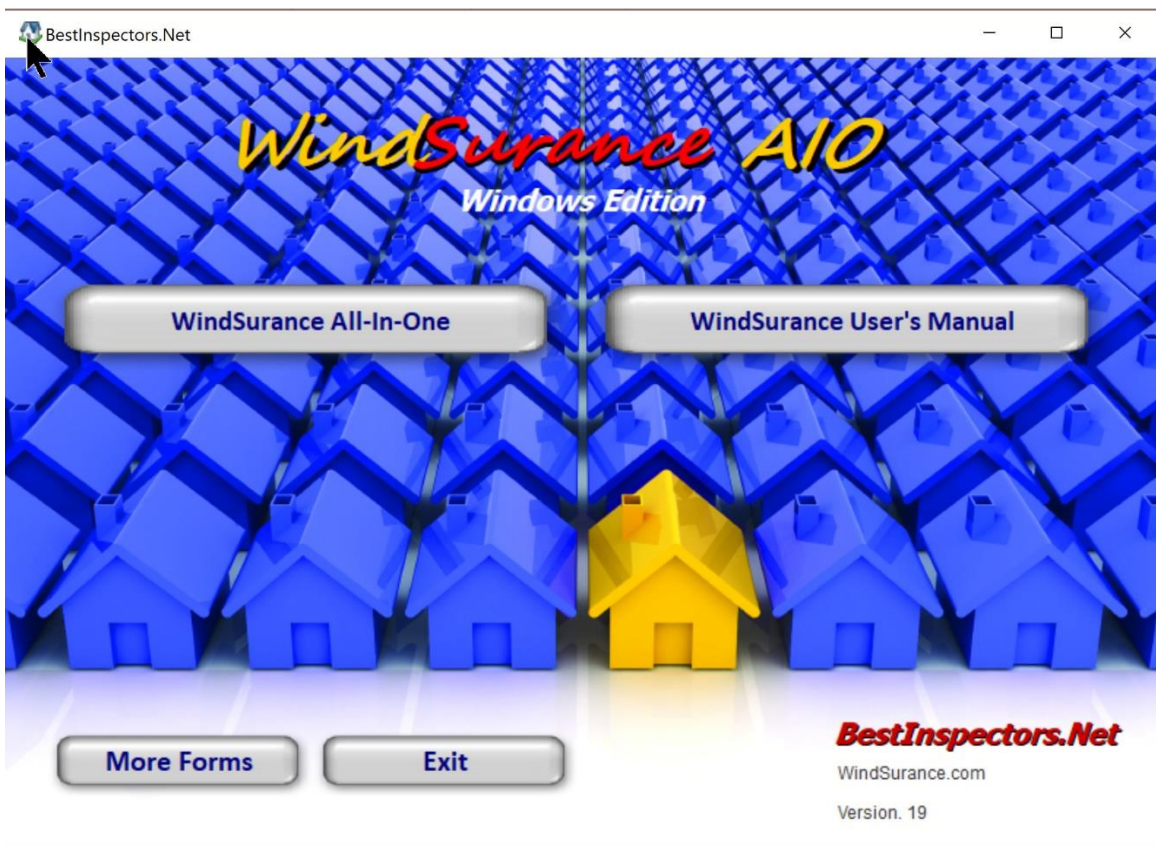 BestInspectors.Net
WindSurance AIO
Windows Edition
WindSurance All-In-One
WindSurance User's Manual
More Forms
Exit
BestInspectors.Net
WindSurance.com
Version. 19